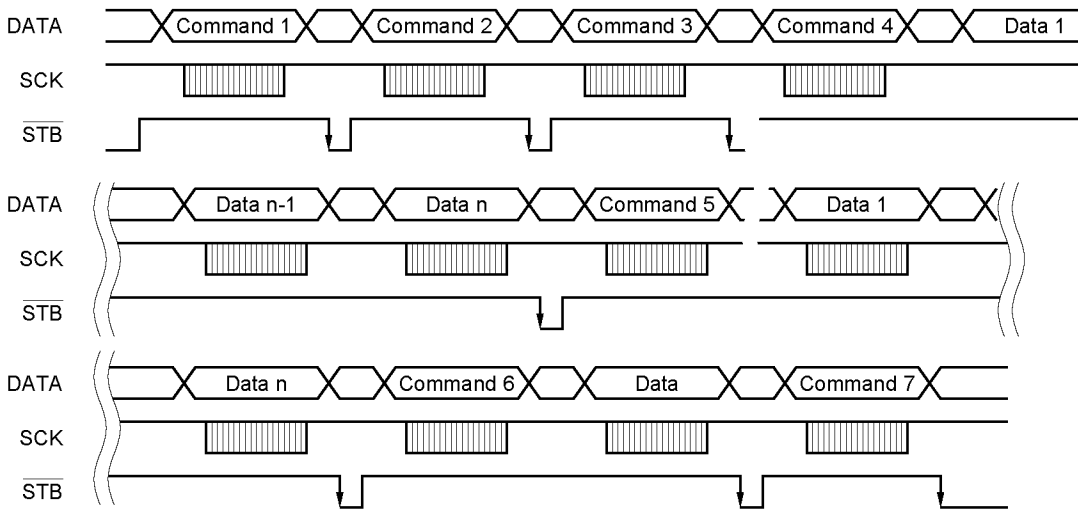 DATA Command 1 Command 2 Command 3 Command 4 Data 1
SCK
STB
DATA Data n-1 Data n Command 5 Data 1
SCK
STB
DATA Data n Command 6 Data Command 7
SCK
STB